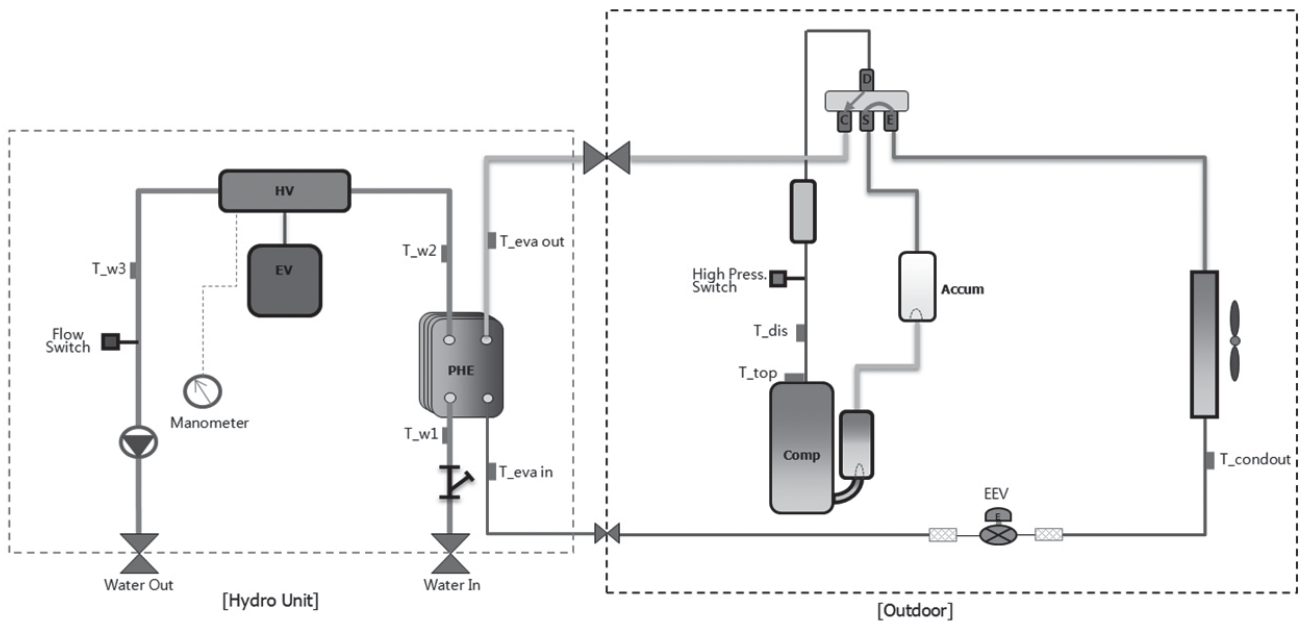 D
C S E
HV
T_w2
T_eva out
T_w3
EV
High Press.
Switch
Accum
Flow
Switch
T_dis
PHE
T_top
Manometer
T_w1
Comp
T_condout
T_eva in
EEV
E
Water Out
Water In
[Hydro Unit]
[Outdoor]